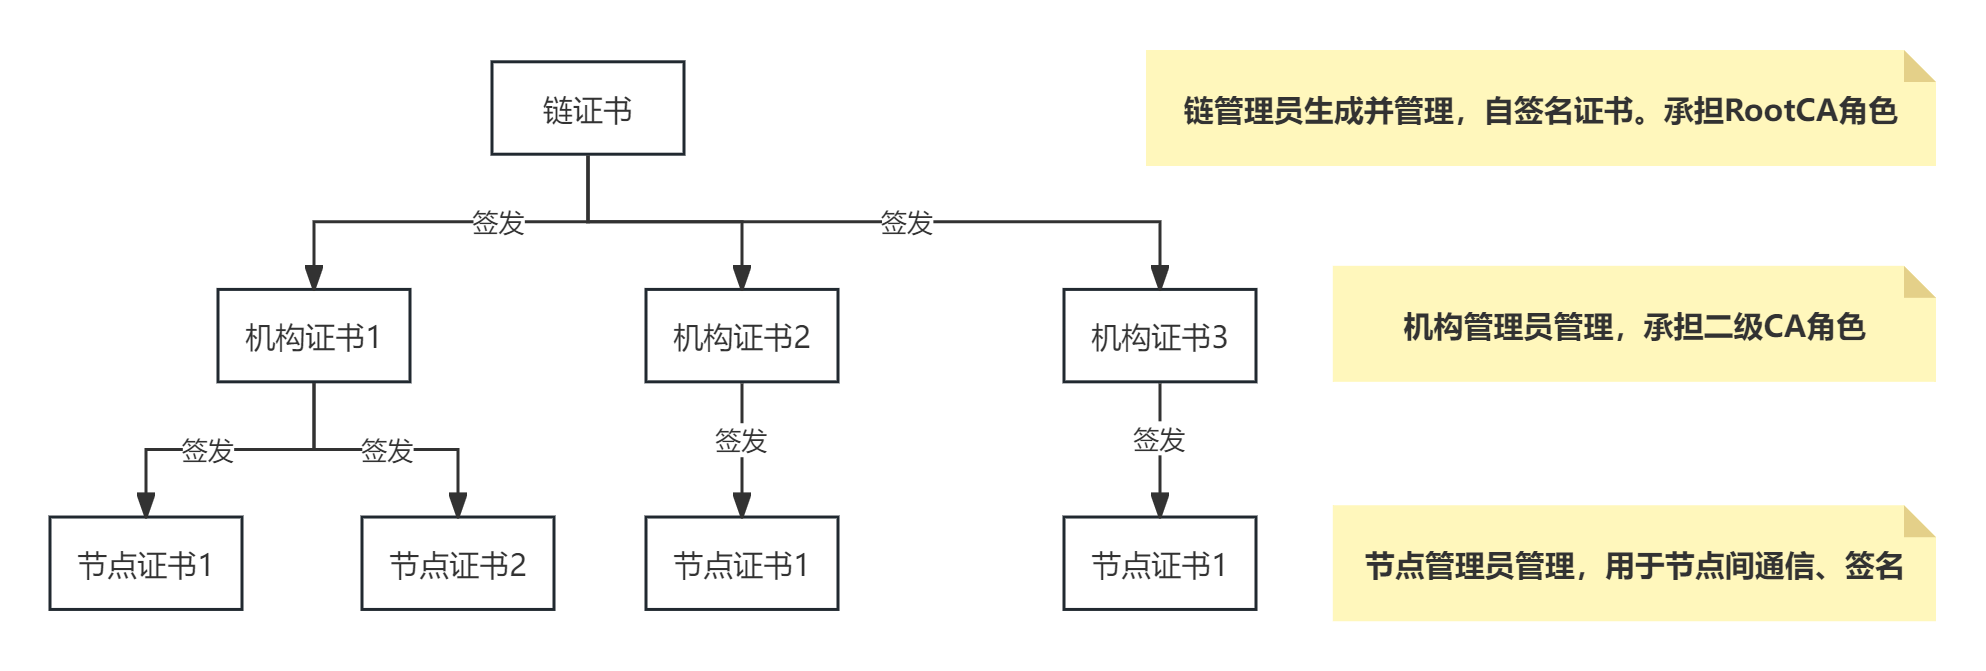 链证书
链管理员生成并管理，自签名证书。承担RootCA角色
签发
签发
机构证书1
机构证书2
机构证书3
机构管理员管理，承担二级CA角色
签发
签发
签发
签发
节点证书1
节点证书2
节点证书1
节点证书1
节点管理员管理，用于节点间通信、签名